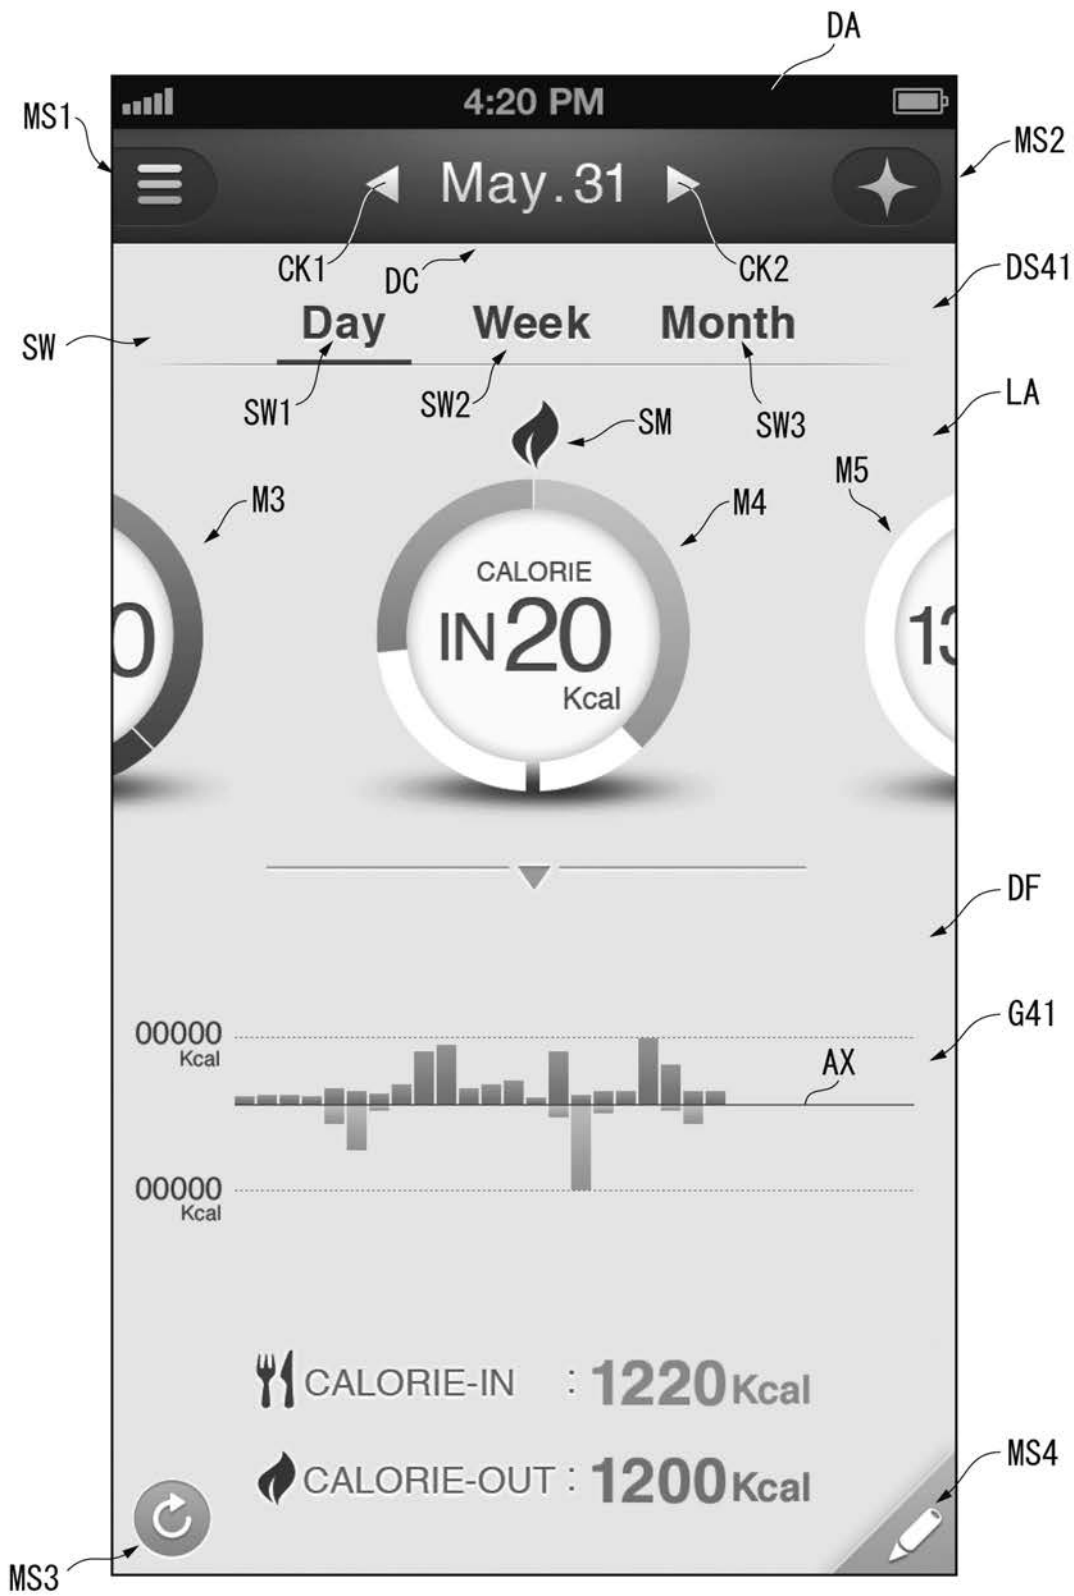 DA
4:20 PM
MS1
MS2
May. 31
CK1
DC
CK2
DS41
Day
Week
Month
SW
SW1
SW2
SM
SW3
LA
M3
M4
M5
CALORIE
IN 20
Kcal
0
13
DF
G41
00000
Kcal
AX
00000
Kcal
CALORIE-IN : 1220 Kcal
CALORIE-OUT : 1200 Kcal
MS4
MS3